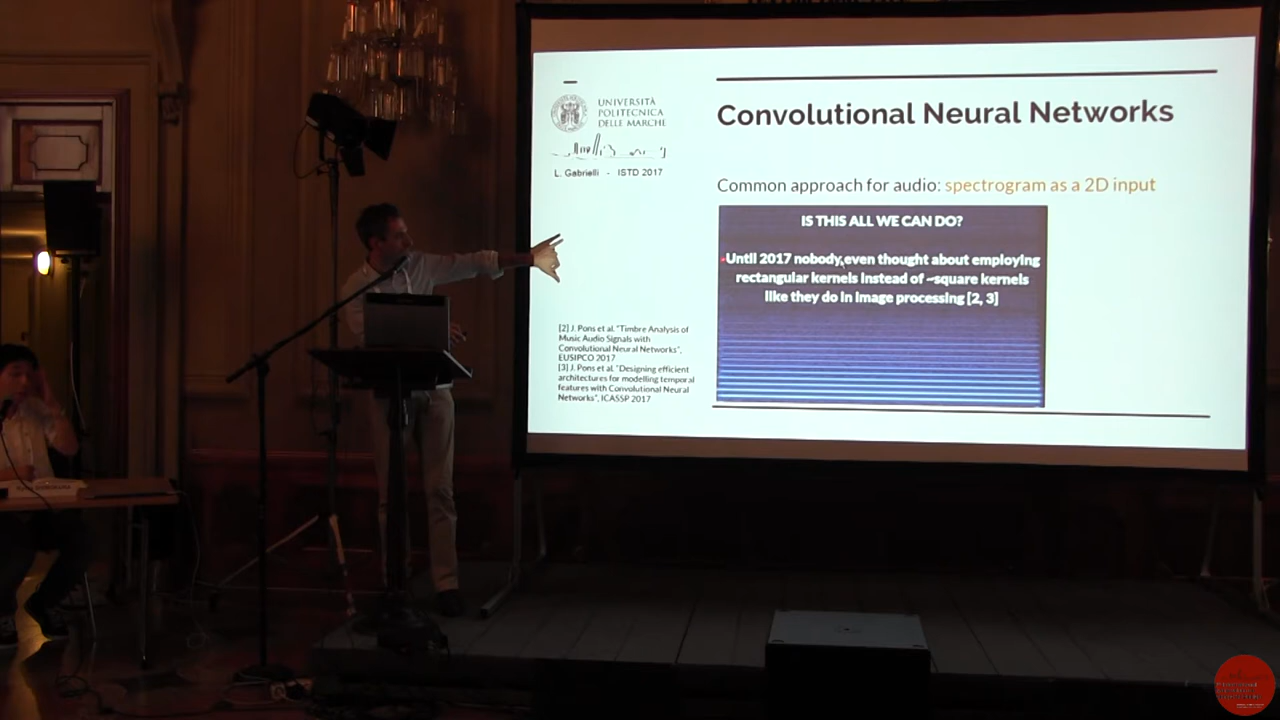 UNIVERSITÀ
POLITECNICA
DELLE MARCHE
L. Gabrielli - ISTD 2017
Convolutional Neural Networks
Common approach for audio: spectrogram as a 2D input
IS THIS ALL WE CAN DO?
Until 2017 nobody,even thought about employing
rectangular kernels instead of ~square kernels
like they do in image processing [2, 3]
[2] J. Pons et al. "Timbre Analysis of
Music Audio Signals with
Convolutional Neural Networks",
EUSIPCO 2017
[3] J. Pons et al. "Designing efficient
architectures for modelling temporal
features with Convolutional Neural
Networks", ICASSP 2017